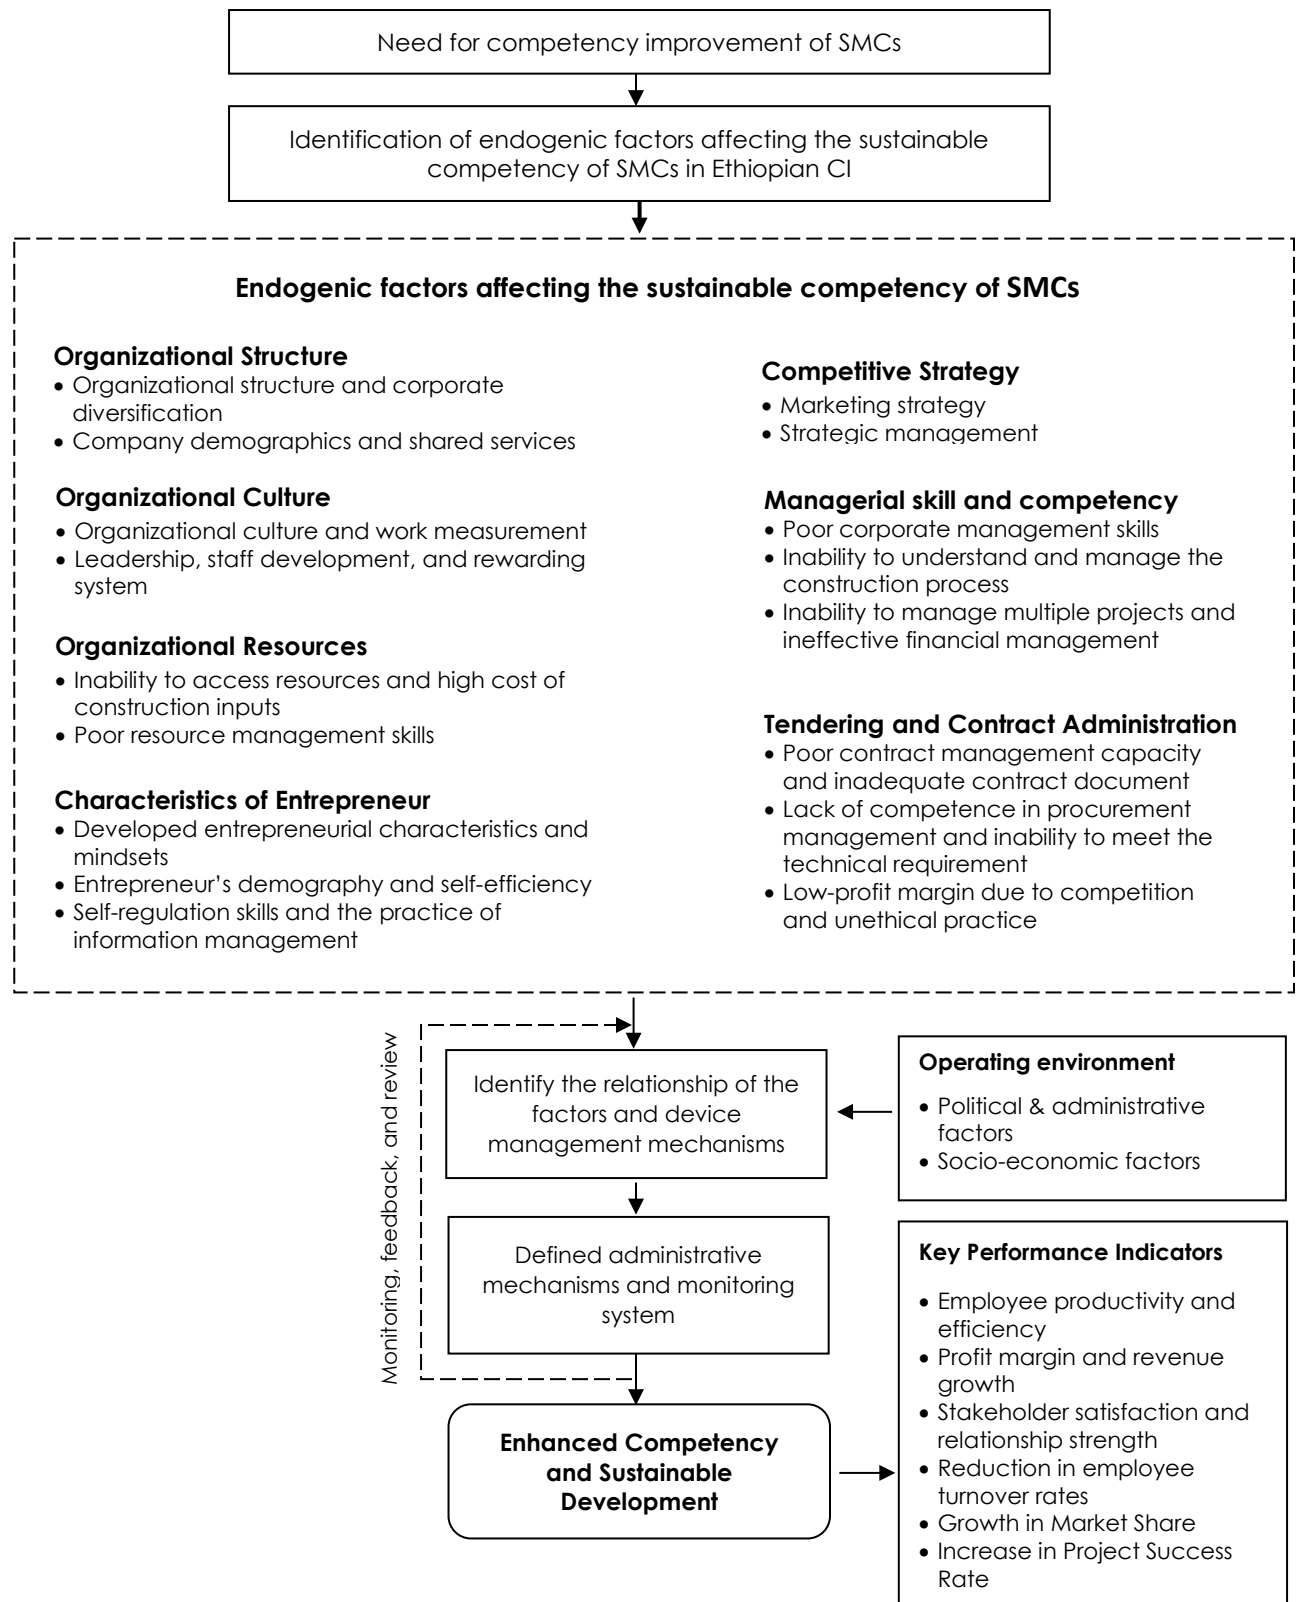 Need for competency improvement of SMCs
Identification of endogenic factors affecting the sustainable
competency of SMCs in Ethiopian CI
Endogenic factors affecting the sustainable competency of SMCs
Organizational Structure
• Organizational structure and corporate
diversification
• Company demographics and shared services
Organizational Culture
• Organizational culture and work measurement
• Leadership, staff development, and rewarding
system
Organizational Resources
• Inability to access resources and high cost of
construction inputs
• Poor resource management skills
Characteristics of Entrepreneur
• Developed entrepreneurial characteristics and
mindsets
• Entrepreneur’s demography and self-efficiency
• Self-regulation skills and the practice of
information management
Competitive Strategy
• Marketing strategy
• Strategic management
Managerial skill and competency
• Poor corporate management skills
• Inability to understand and manage the
construction process
• Inability to manage multiple projects and
ineffective financial management
Tendering and Contract Administration
• Poor contract management capacity
and inadequate contract document
• Lack of competence in procurement
management and inability to meet the
technical requirement
• Low-profit margin due to competition
and unethical practice
Monitoring, feedback, and review
Identify the relationship of the
factors and device
management mechanisms
Operating environment
• Political & administrative
factors
• Socio-economic factors
Defined administrative
mechanisms and monitoring
system
Enhanced Competency
and Sustainable
Development
Key Performance Indicators
• Employee productivity and
efficiency
• Profit margin and revenue
growth
• Stakeholder satisfaction and
relationship strength
• Reduction in employee
turnover rates
• Growth in Market Share
• Increase in Project Success
Rate